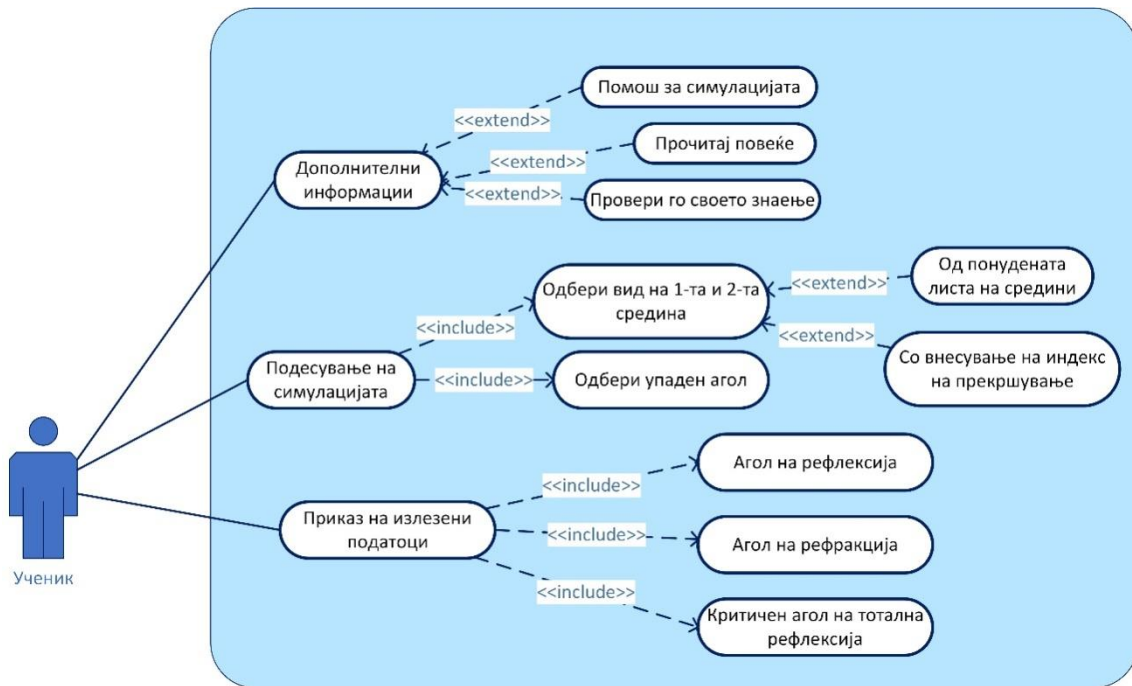 Помош за симулацијата
<<extend>>
Прочитај повеќе
<<extend>>
Дополнителни
информации
<<extend>>
Провери го своето знаење
Од понудената
листа на средини
<<extend>>
Одбери вид на 1-та и 2-та
средина
<<include>>
<<extend>>
Со внесување на индекс
на прекршување
Подесување на
симулацијата
<<include>>
Одбери упаден агол
Агол на рефлексија
<<include>>
Приказ на излезени
податоци
<<include>>
Агол на рефракција
<<include>>
Критичен агол на тотална
рефлексија
Ученик